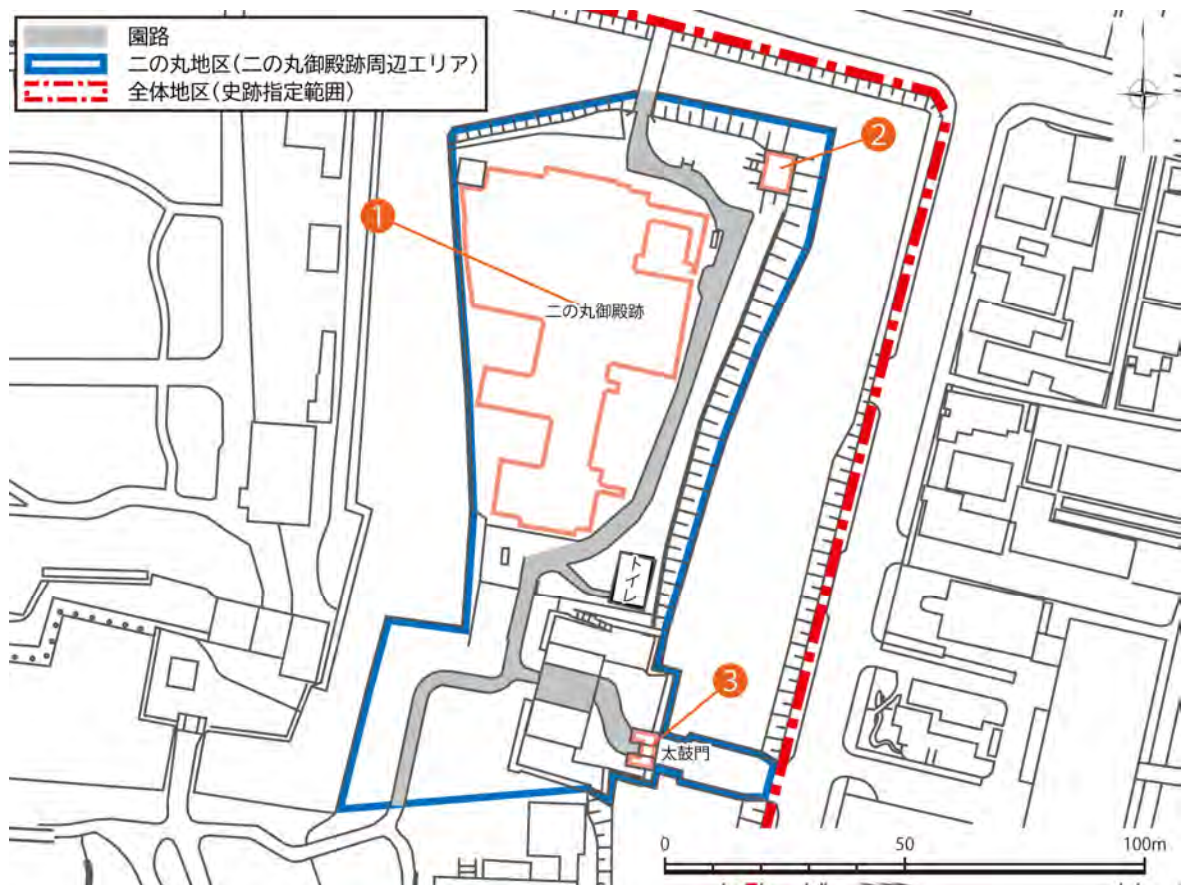 園路
二の丸地区(二の丸御殿跡周辺エリア)
全体地区(史跡指定範囲)
2
1
二の丸御殿跡
トイレ
3
太鼓門
0 50 100m